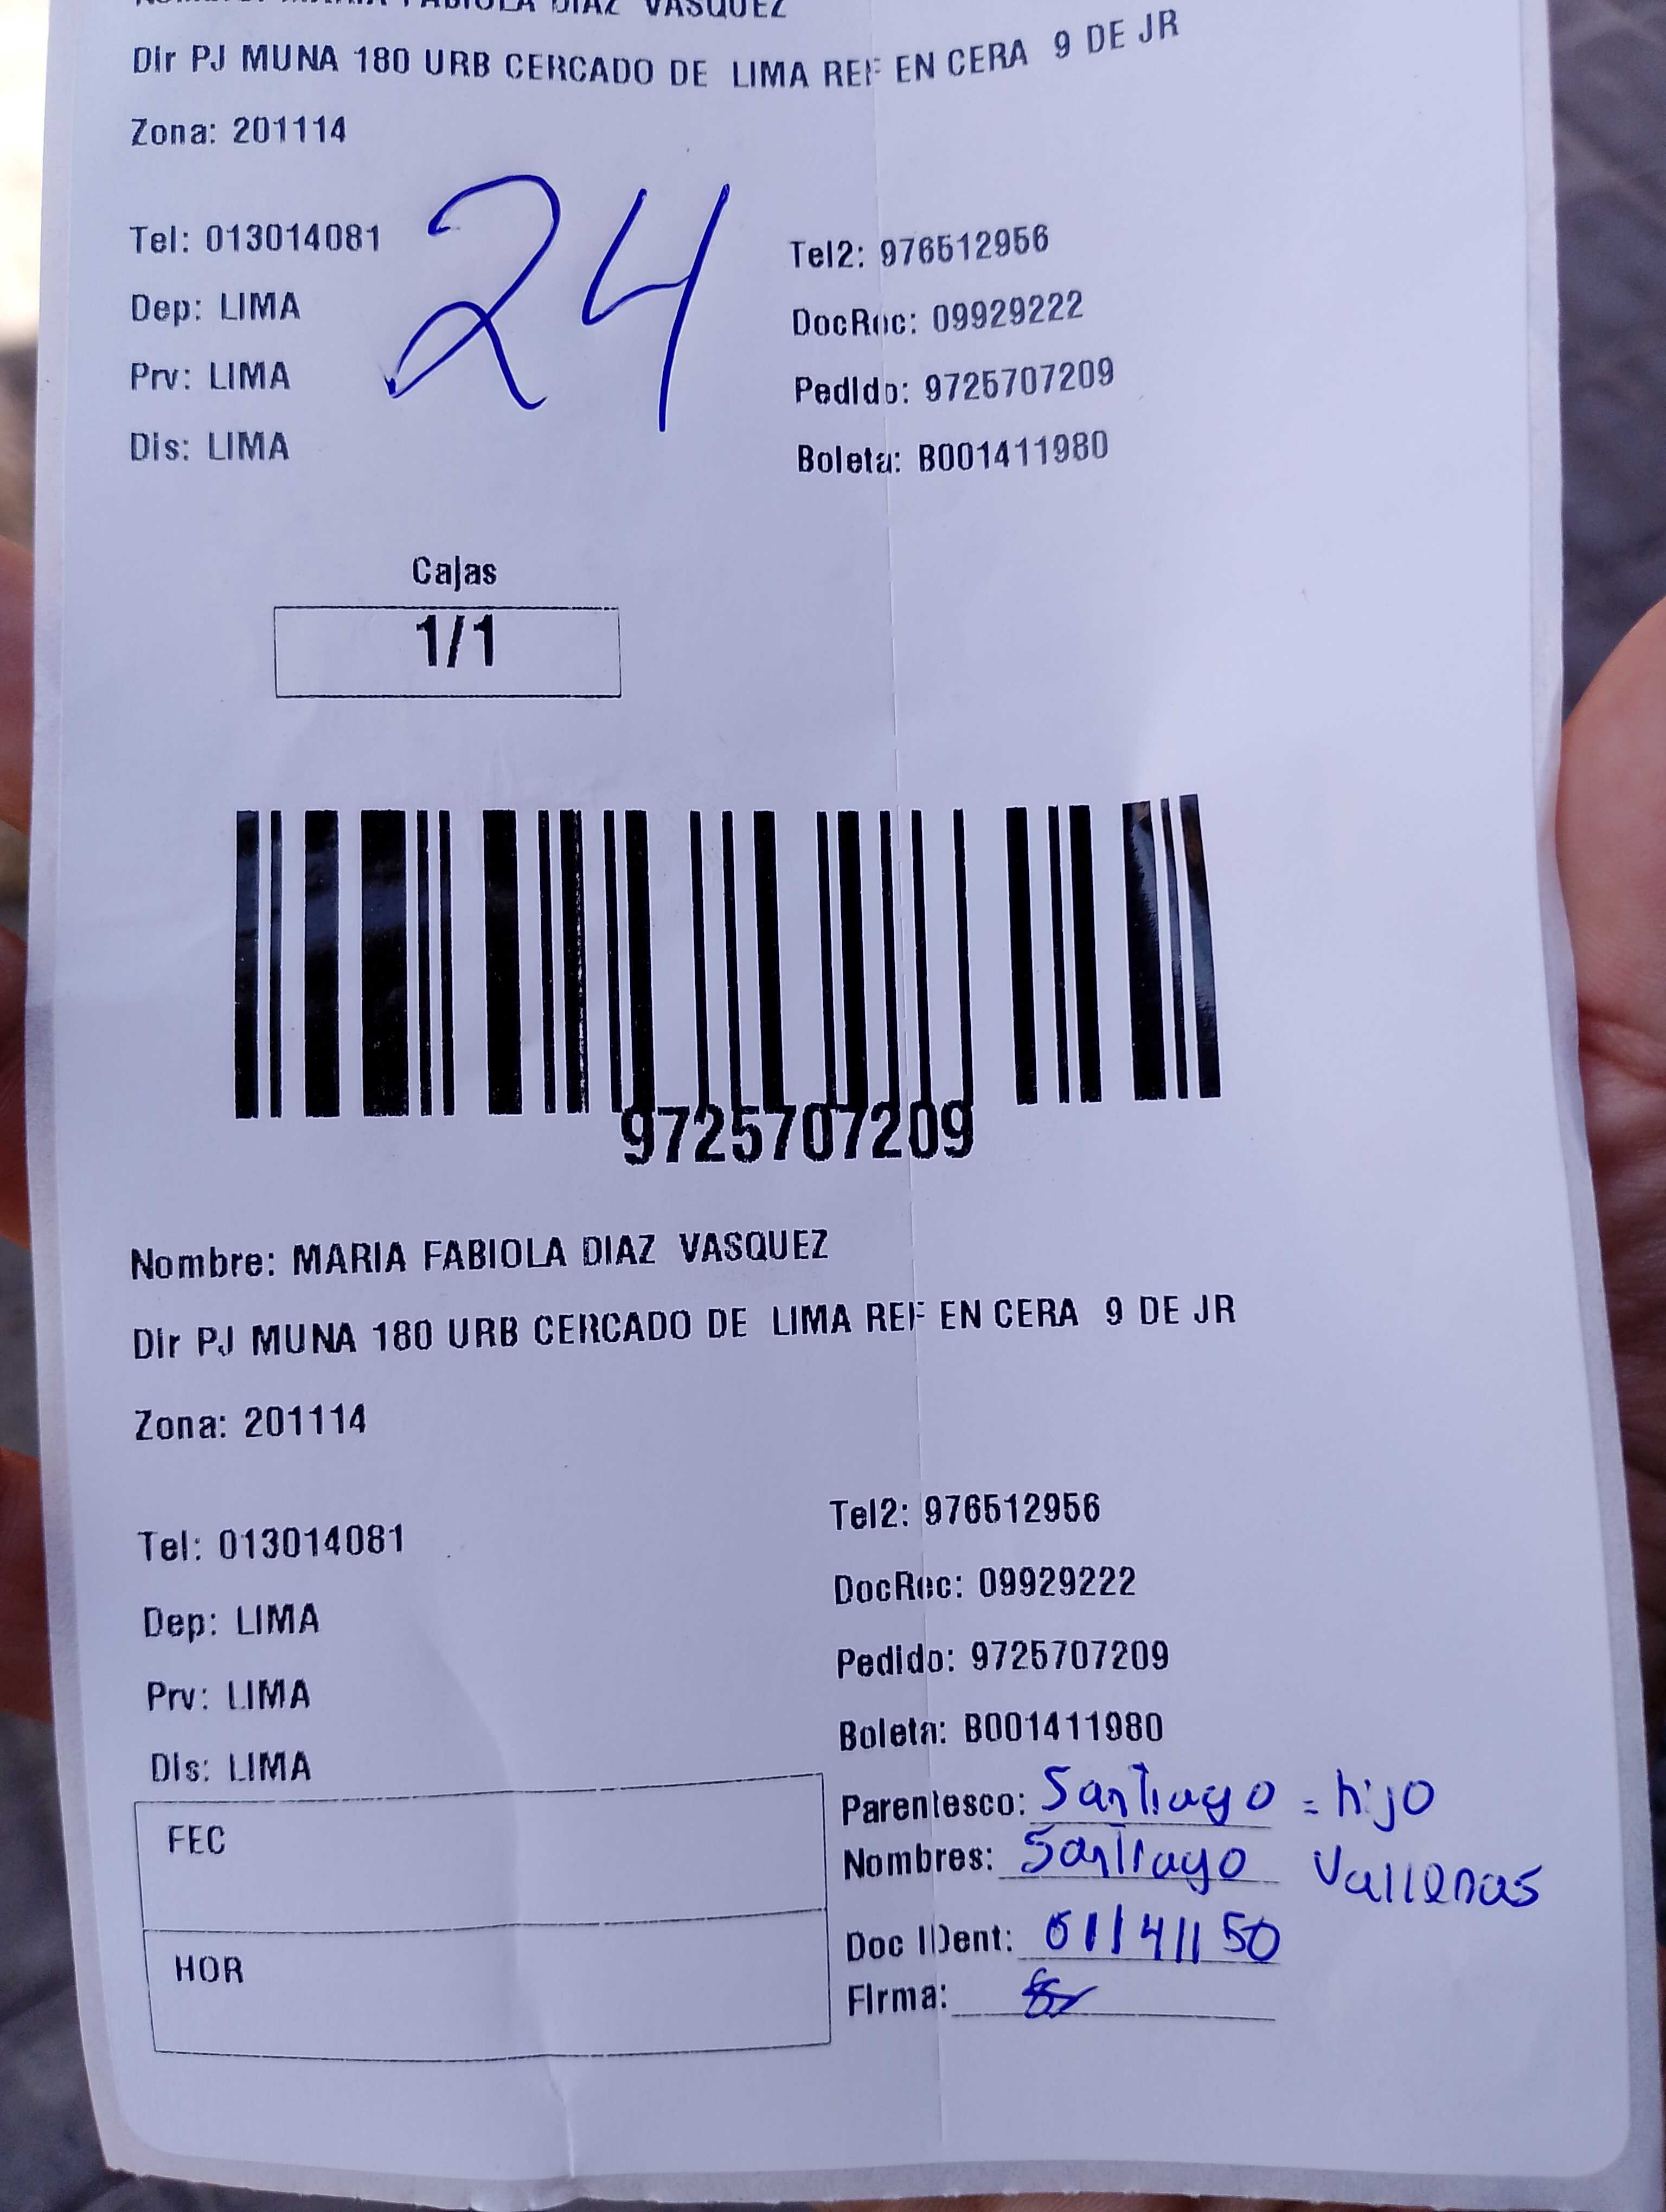 MARIA FABIOLA DIAZ VASQUEZ
Dir PJ MUNA 180 URB CERCADO DE LIMA REF EN CERA 9 DE JR
Zona: 201114
24
Tel: 013014081
Tel2: 976512956
Dep: LIMA
DocRec: 09929222
Prv: LIMA
Pedido: 9725707209
Dis: LIMA
Boleta: B001411980
Cajas
1/1
9725707209
Nombre: MARIA FABIOLA DIAZ VASQUEZ
Dir PJ MUNA 180 URB CERCADO DE LIMA REF EN CERA 9 DE JR
Zona: 201114
Tel: 013014081
Tel2: 976512956
Dep: LIMA
DocRec: 09929222
Prv: LIMA
Pedido: 9725707209
Dis: LIMA
Boleta: B001411980
FEC
HOR
Parentesco: Santiago = hijo
Nombres: Santiago Vallenas
Doc IDent:
Firma: